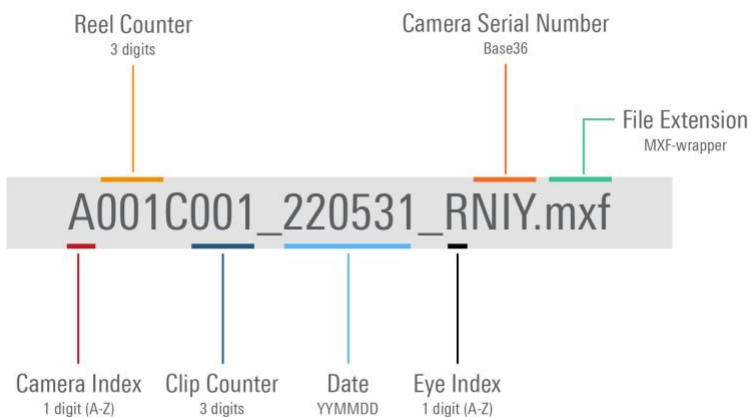 Reel Counter
3 digits
Camera Serial Number
Base36
File Extension
MXF-wrapper
A001C001_220531_RNIY.mxf
Camera Index
1 digit (A-Z)
Clip Counter
3 digits
Date
YYMMDD
Eye Index
1 digit (A-Z)